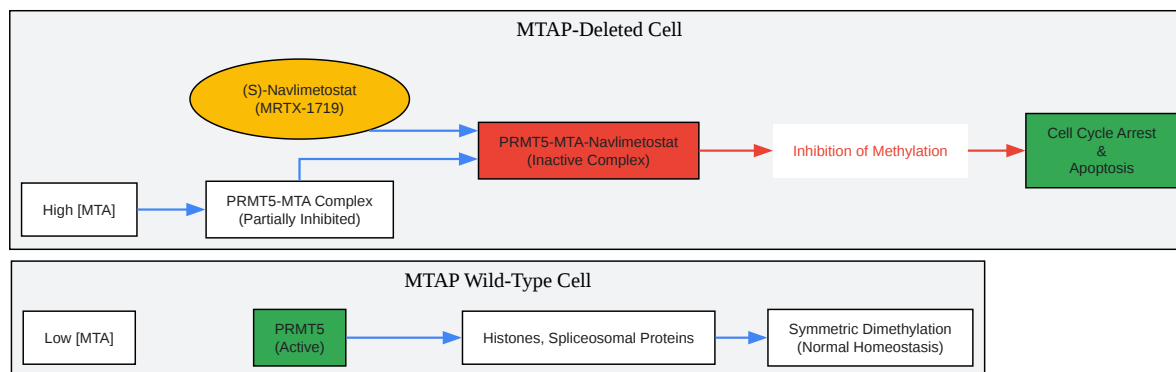 MTAP-Deleted Cell
(S)-Navlimetostat
(MRTX-1719)
PRMT5-MTA-Navlimetostat
(Inactive Complex)
Inhibition of Methylation
Cell Cycle Arrest
&
Apoptosis
High [MTA]
PRMT5-MTA Complex
(Partially Inhibited)
MTAP Wild-Type Cell
Low [MTA]
PRMT5
(Active)
Histones, Spliceosomal Proteins
Symmetric Dimethylation
(Normal Homeostasis)